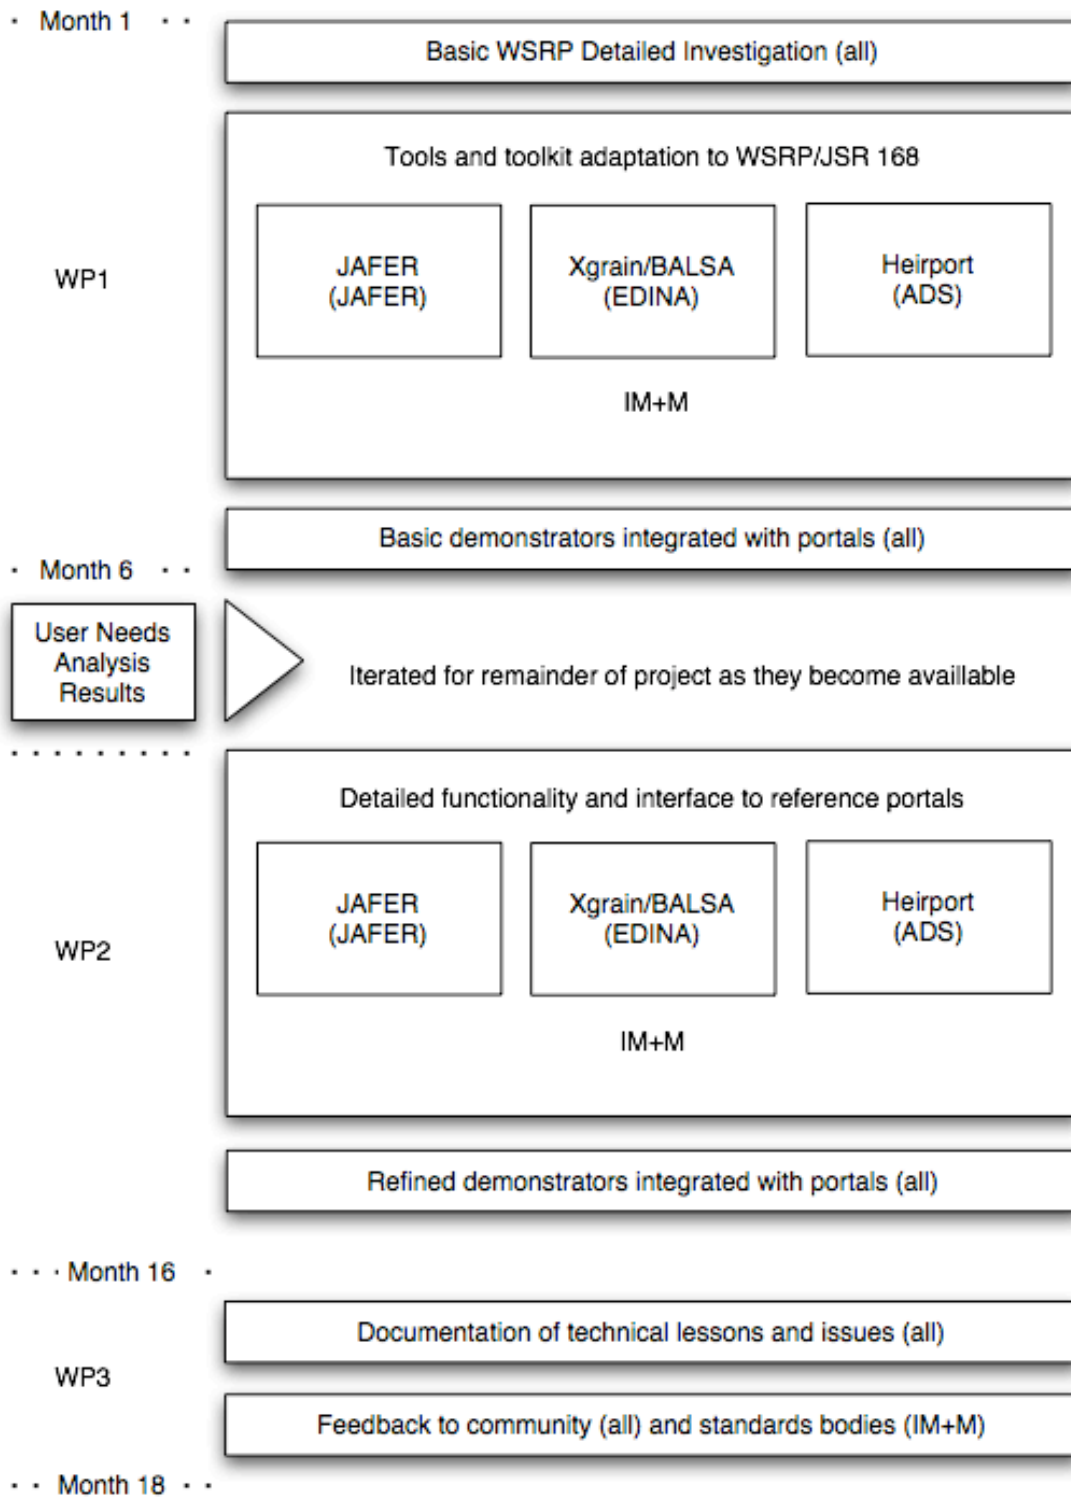 Month 1
Basic WSRP Detailed Investigation (all)
Tools and toolkit adaptation to WSRP/JSR 168
WP1
JAFER
(JAFER)
Xgrain/BALSA
(EDINA)
Heirport
(ADS)
IM+M
Basic demonstrators integrated with portals (all)
Month 6
User Needs
Analysis
Results
Iterated for remainder of project as they become availlable
Detailed functionality and interface to reference portals
WP2
JAFER
(JAFER)
Xgrain/BALSA
(EDINA)
Heirport
(ADS)
IM+M
Refined demonstrators integrated with portals (all)
Month 16
Documentation of technical lessons and issues (all)
WP3
Feedback to community (all) and standards bodies (IM+M)
Month 18